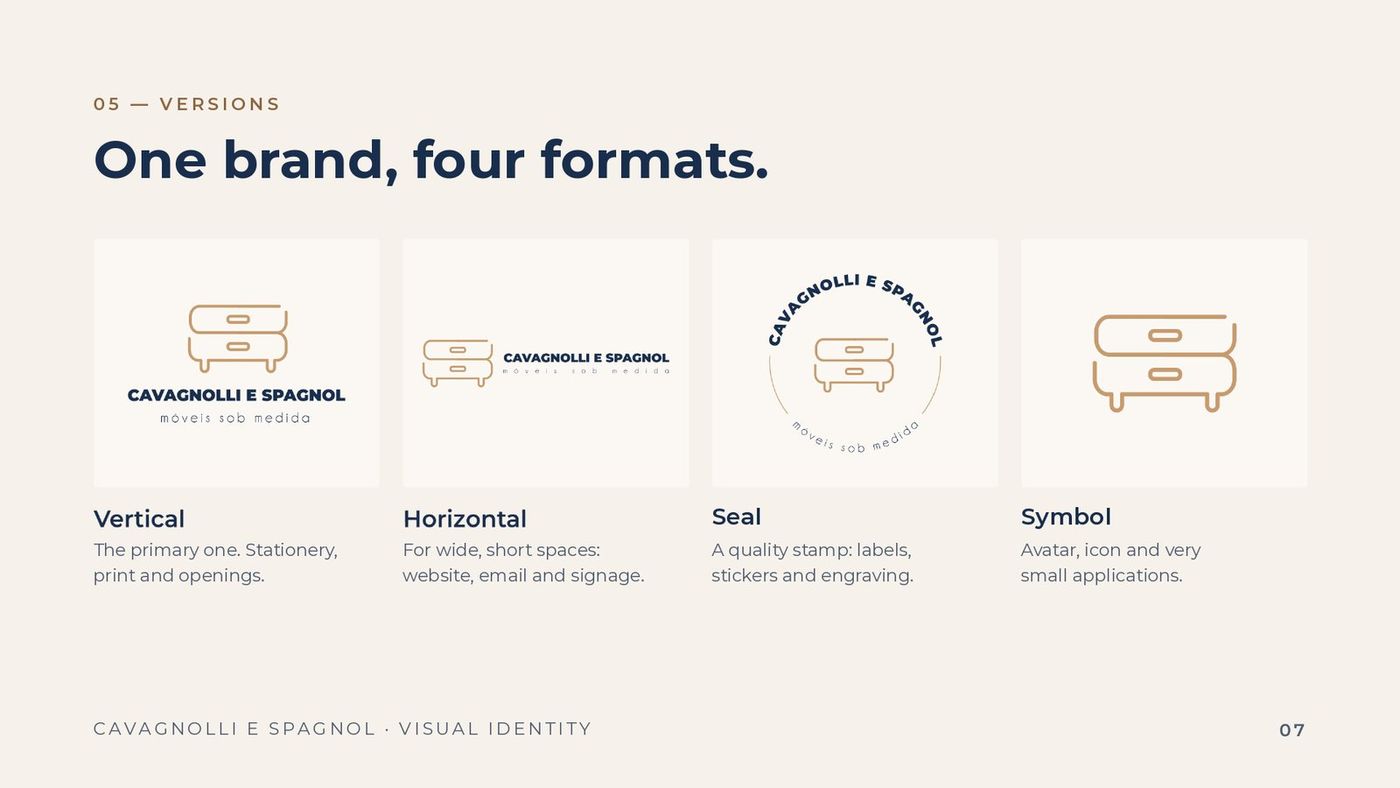 05 — VERSIONS
One brand, four formats.
CAVAGNOLLI E SPAGNOL
móveis sob medida
CAVAGNOLLI E SPAGNOL
móveis sob medida
CAVAGNOLLI E SPAGNOL
móveis sob medida
Vertical
The primary one. Stationery,
print and openings.
Horizontal
For wide, short spaces:
website, email and signage.
Seal
A quality stamp: labels,
stickers and engraving.
Symbol
Avatar, icon and very
small applications.
CAVAGNOLLI E SPAGNOL · VISUAL IDENTITY
07